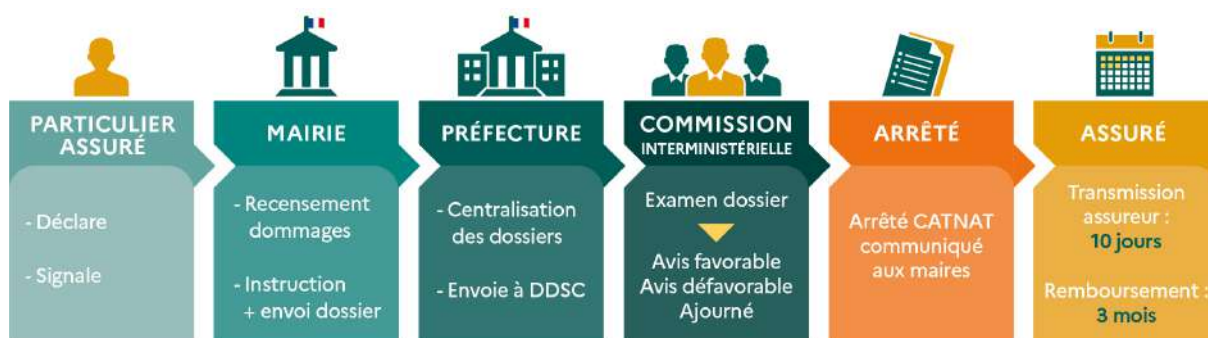 PARTICULIER
ASSURÉ
- Déclare
- Signale
MAIRIE
- Recensement
dommages
- Instruction
+ envoi dossier
PRÉFECTURE
- Centralisation
des dossiers
- Envoie à DDSC
COMMISSION
INTERMINISTÉRIELLE
Examen dossier
Avis favorable
Avis défavorable
Ajourné
ARRÊTÉ
Arrêté CATNAT
communiqué
aux maires
ASSURÉ
Transmission
assureur :
10 jours
Remboursement :
3 mois